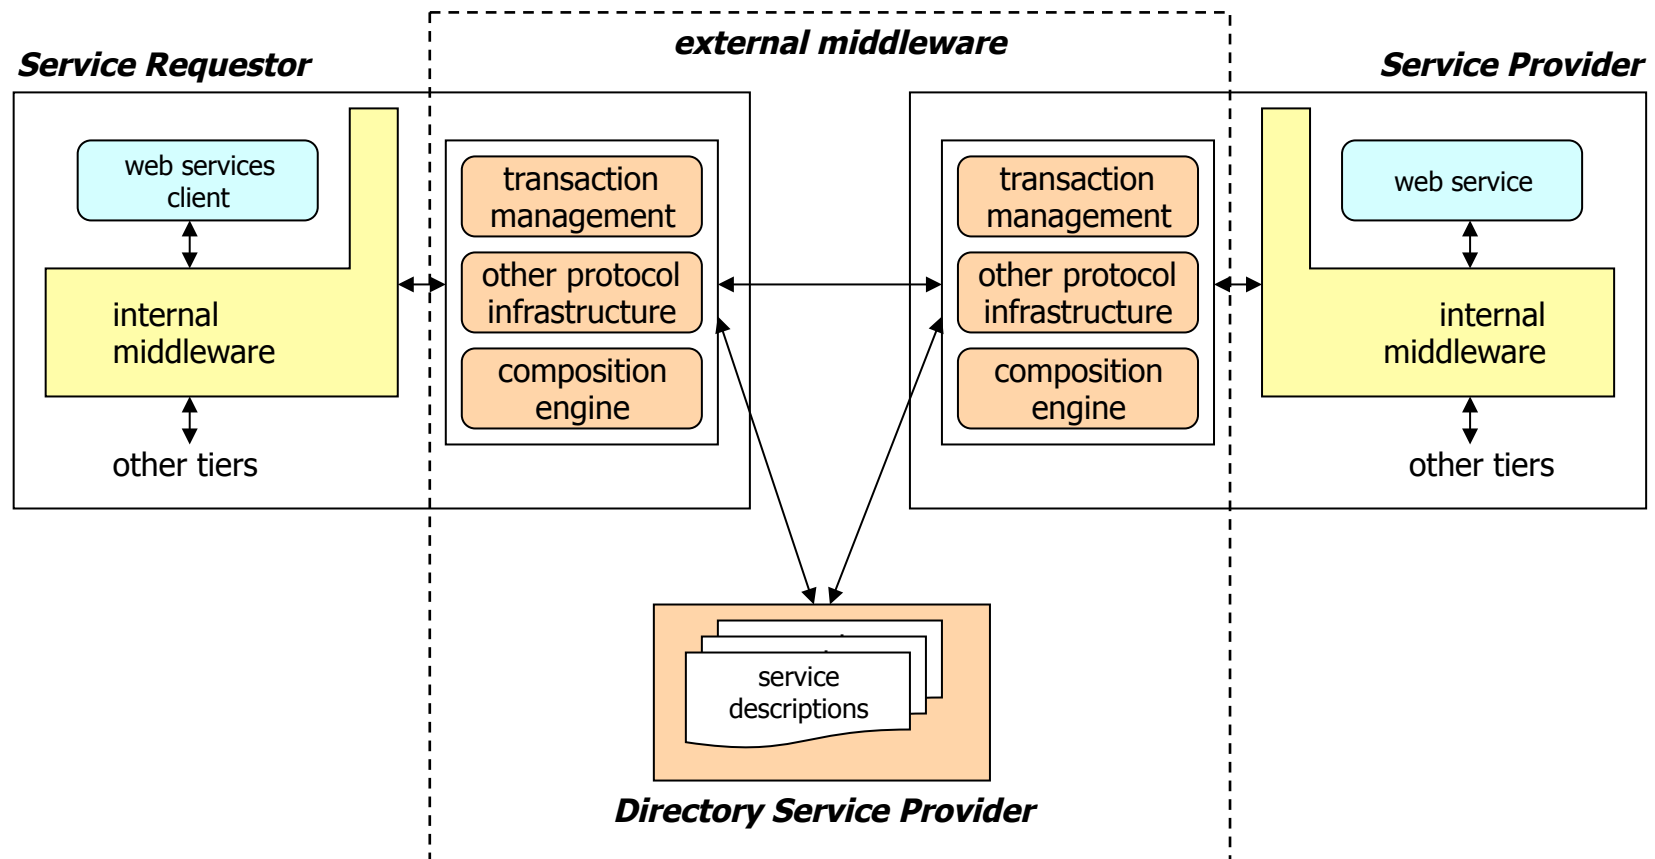 external middleware
Service Requestor
Service Provider
web services
client
internal
middleware
other tiers
transaction
management
other protocol
infrastructure
composition
engine
transaction
management
other protocol
infrastructure
composition
engine
web service
internal
middleware
other tiers
service
descriptions
Directory Service Provider